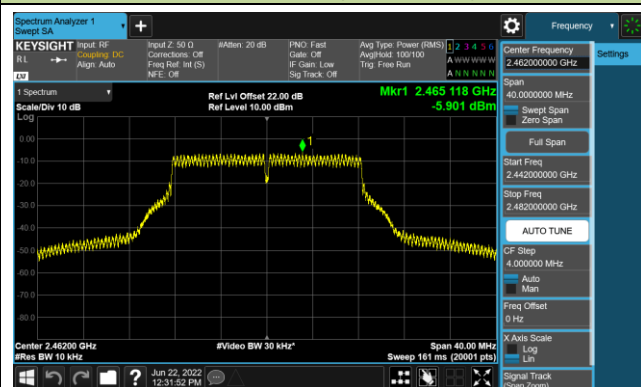 Spectrum Analyzer 1
Swept SA
+
Frequency
KEYSIGHT
RL
LXI
Input: RF
Coupling: DC
Align: Auto
Input Z: 50 Ω
Corrections: Off
Freq Ref: Int (S)
NFE: Off
#Atten: 20 dB
PNO: Fast
Gate: Off
IF Gain: Low
Sig Track: Off
Avg Type: Power (RMS)
Avg|Hold: 100/100
Trig: Free Run
1 2 3 4 5 6
A W W W W W
A N N N N N
1 Spectrum
Scale/Div 10 dB
Log
Ref Lvl Offset 22.00 dB
Ref Level 10.00 dBm
Mkr1 2.465 118 GHz
-5.901 dBm
1
0.00
-10.0
-20.0
-30.0
-40.0
-50.0
-60.0
-70.0
-80.0
Center 2.46200 GHz
#Res BW 10 kHz
#Video BW 30 kHz*
Span 40.00 MHz
Sweep 161 ms (20001 pts)
Center Frequency
2.462000000 GHz
Settings
Span
40.0000000 MHz
Swept Span
Zero Span
Full Span
Start Freq
2.442000000 GHz
Stop Freq
2.482000000 GHz
AUTO TUNE
CF Step
4.000000 MHz
Auto
Man
Freq Offset
0 Hz
X Axis Scale
Log
Lin
Signal Track
(Span Zoom)
?
Jun 22, 2022
12:31:52 PM